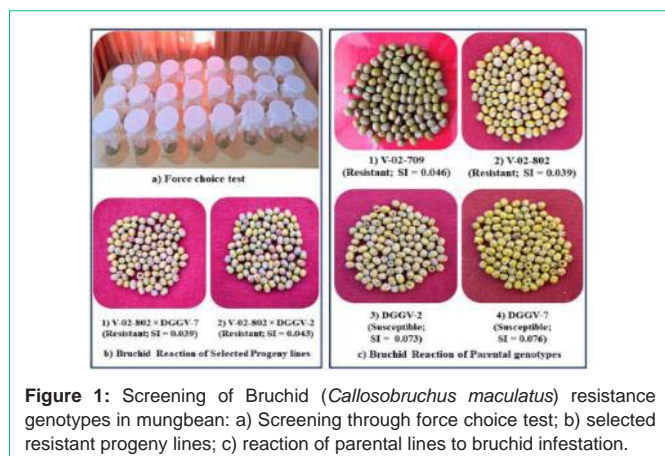 a) Force choice test
1) V-02-802 × DGGV-7
(Resistant; SI = 0.039)
2) V-02-802 × DGGV-2
(Resistant; SI = 0.043)
b) Bruchid Reaction of Selected Progeny lines
1) V-02-709
(Resistant; SI = 0.046)
2) V-02-802
(Resistant; SI = 0.039)
3) DGGV-2
(Susceptible;
SI = 0.073)
4) DGGV-7
(Susceptible;
SI = 0.076)
c) Bruchid Reaction of Parental genotypes
Figure 1: Screening of Bruchid (Callosobruchus maculatus) resistance
genotypes in mungbean: a) Screening through force choice test; b) selected
resistant progeny lines; c) reaction of parental lines to bruchid infestation.